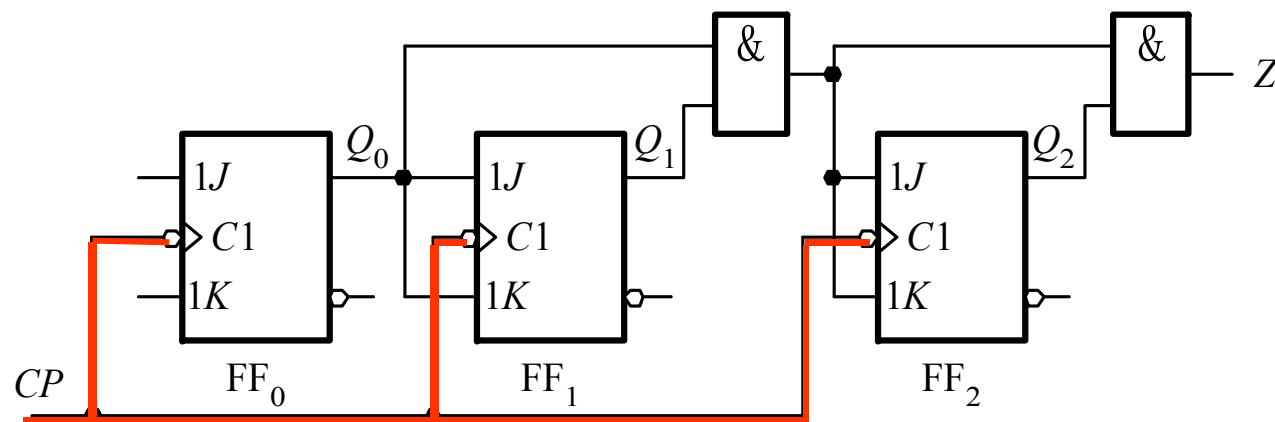 & &
Z
Q0 Q1 Q2
1J 1J 1J
C1 C1 C1
1K 1K 1K
FF0 FF1 FF2
CP